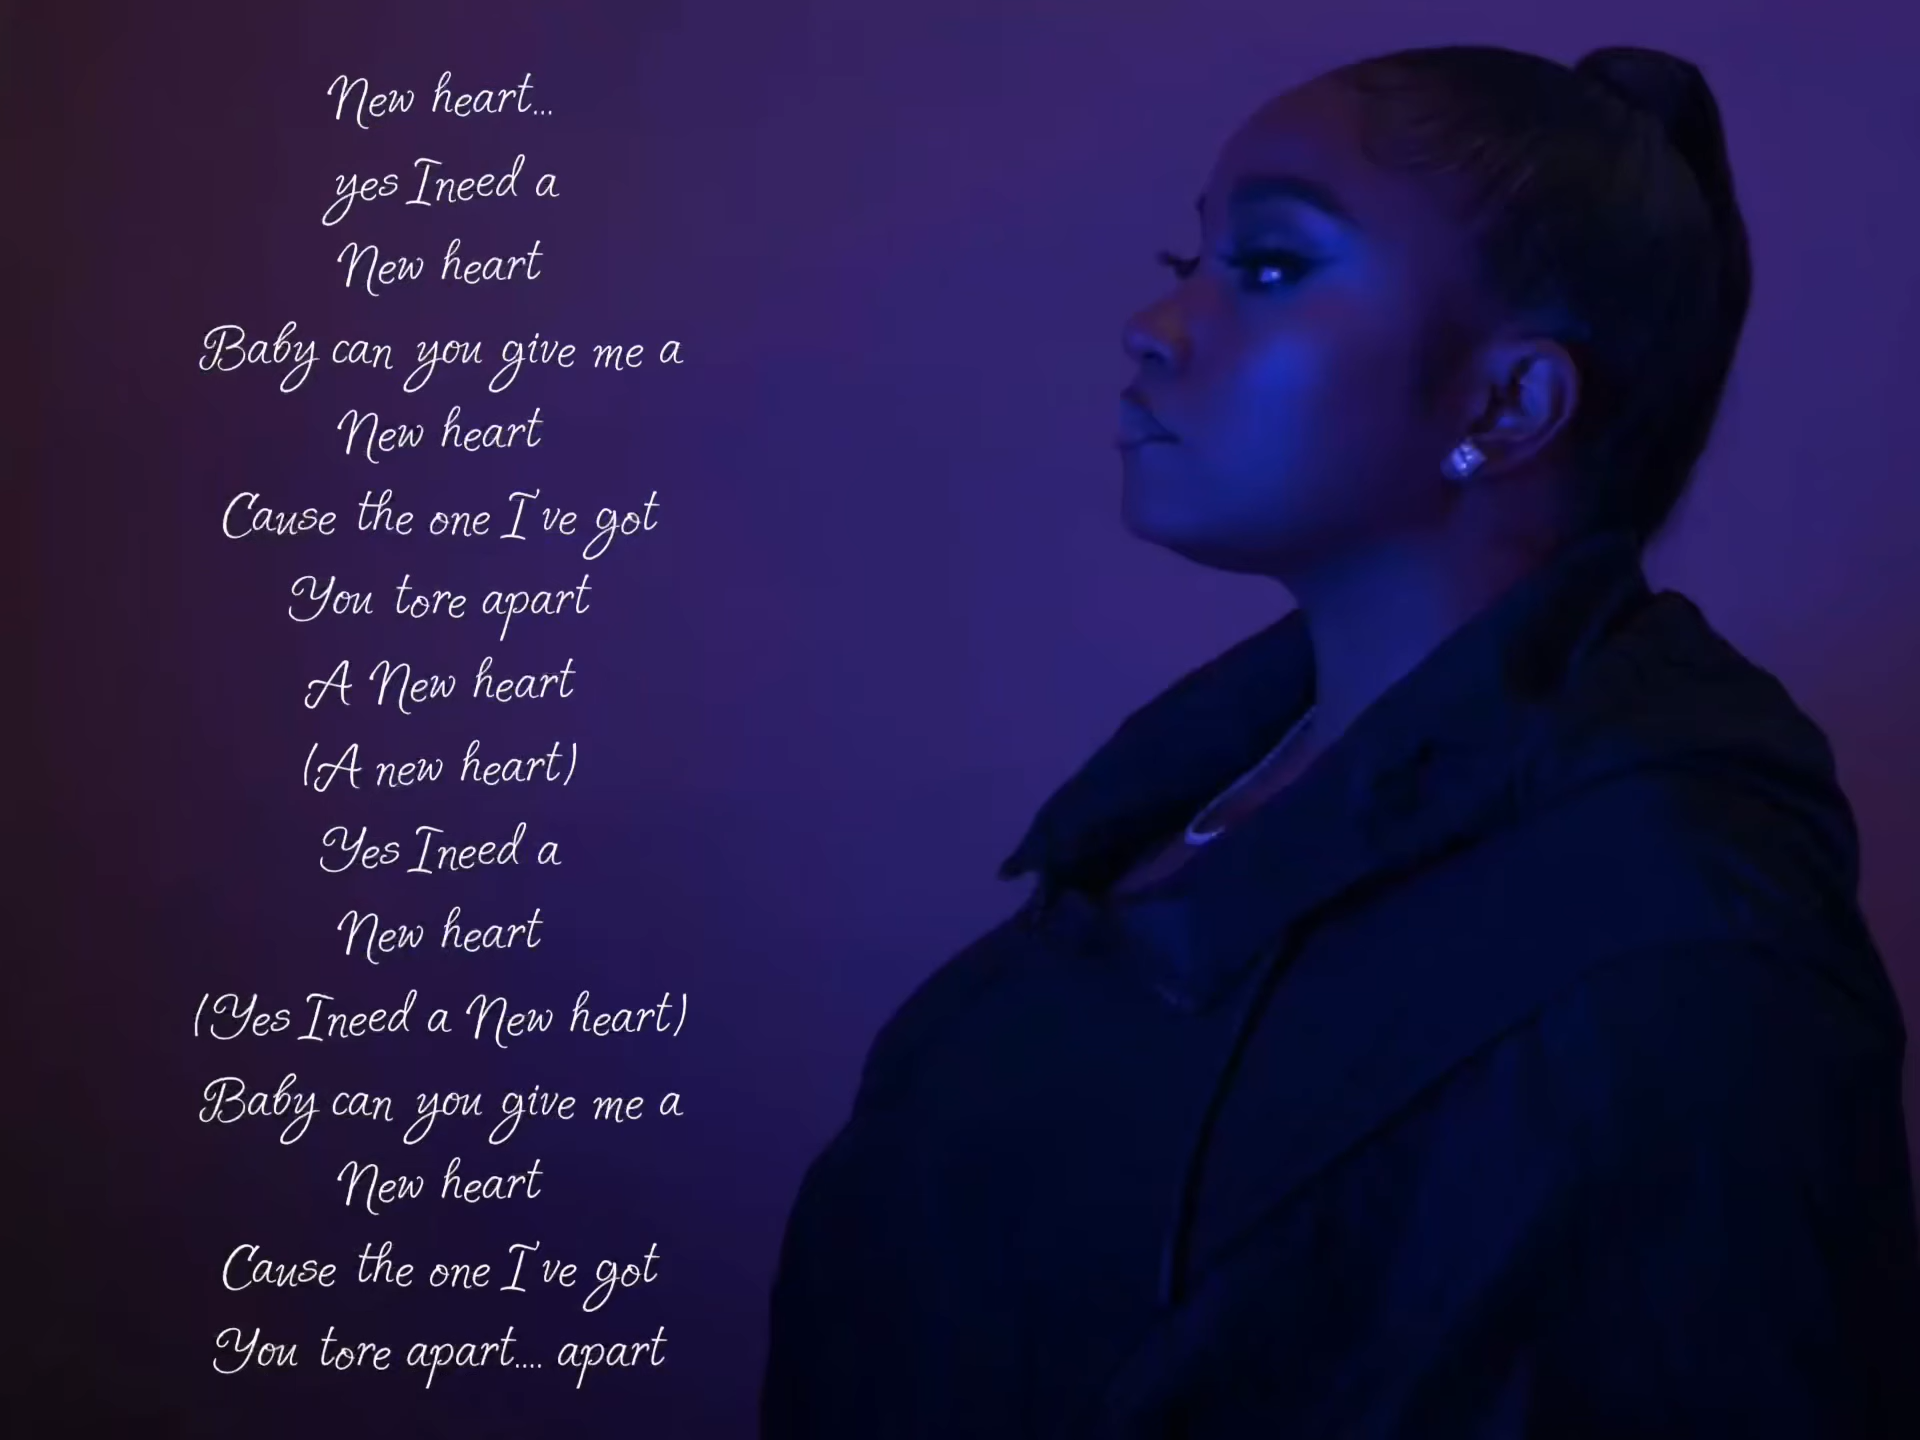 New heart...
yes Ineed a
New heart
Baby can you give me a
New heart
Cause the one I've got
You tore apart
A New heart
(A new heart)
Yes Ineed a
New heart
(Yes Ineed a New heart)
Baby can you give me a
New heart
Cause the one I've got
You tore apart.... apart